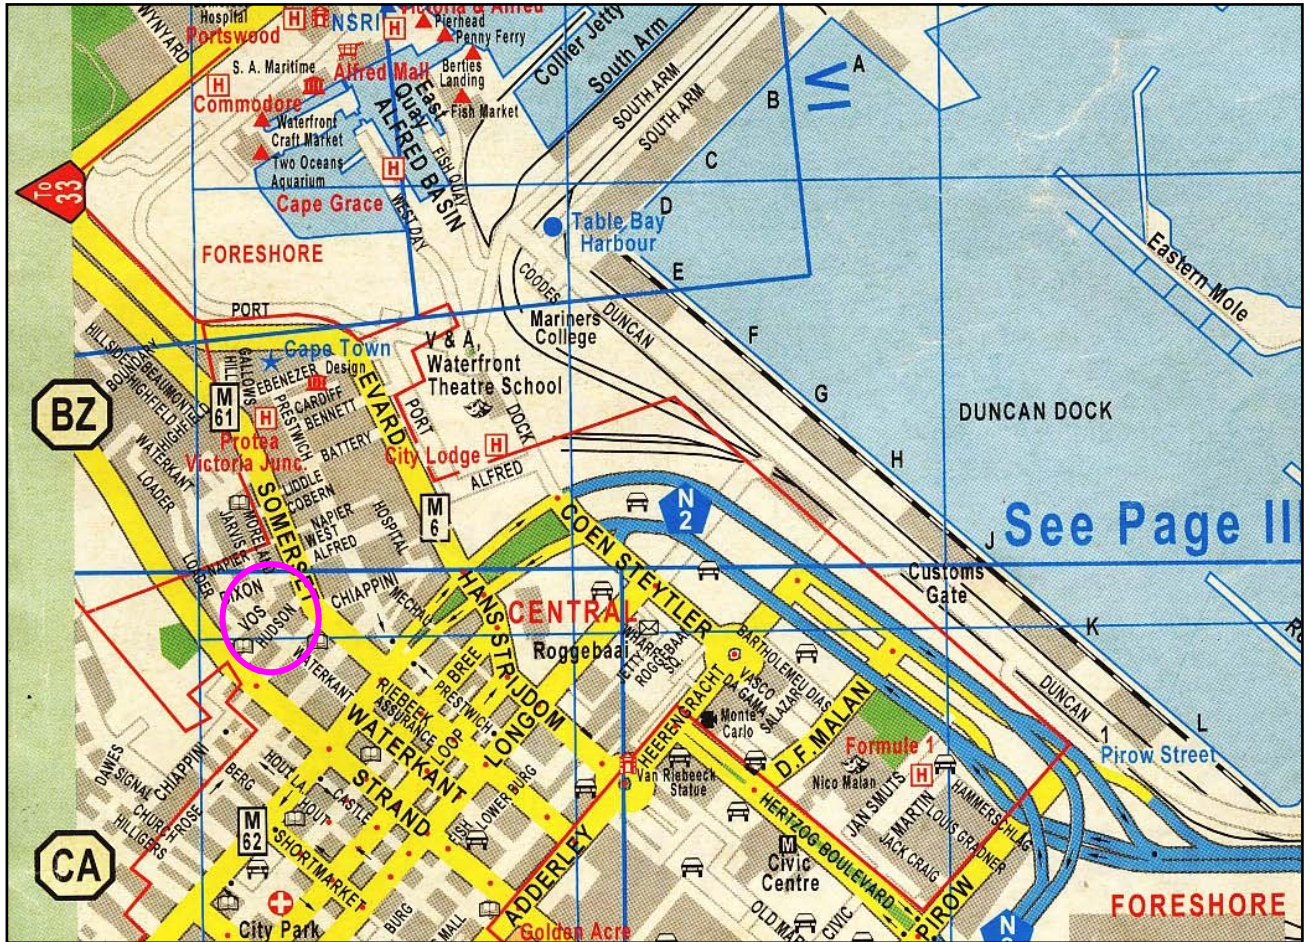 WYNYARD
Hospital
Portswood
H
NSRI
H
Victoria & Alfred
Pierhead
Penny Ferry
Collier Jetty
South Arm
A
VI
S. A. Maritime
Alfred Mall
Berties
Landing
H
Commodore
Fish Market
East
Quay
ALFRED BASIN
SOUTH ARM
SOUTH ARM
B
Waterfront
Craft Market
Two Oceans
Aquarium
H
FISH QUAY
C
To
33
Cape Grace
WEST DAY
D
Table Bay
Harbour
Eastern Mole
FORESHORE
E
COODES
PORT
Mariners
College
DUNCAN
F
HILLSIDE
BOUNDARY
BEAUMONT
HIGHFIELD
HIGHFIELD
GALLOWS
HILL
Cape Town
Design
EBENEZER
CARDIFF
PRESTWICH
BENNETT
EVARD
V & A,
Waterfront
Theatre School
G
DUNCAN DOCK
BZ
M
61
H
Protea
Victoria Junc.
BATTERY
PORT
DOCK
City Lodge
H
ALFRED
H
WATERKANT
LOADER
SOMERSET
LIDDLE
COBERN
NAPIER
WEST
ALFRED
HOSPITAL
M
6
N
2
COEN STEYTLER
J
See Page III
JARVIS
NAPIER
LOADER
DIXON
VOS
HUDSON
CHIAPPINI
HANS STRIJDOM
CENTRAL
Customs
Gate
K
Roggebaai
WHARF
JETTY
ROGGEBAAI
SQ.
BARTHOLEMEU DIAS
VASCO
DA GAMA
SALAZAR
WATERKANT
RIEBEEK
ASSURANCE
BREE
PRESTWICH
LOOP
LONG
HEERENGRACHT
Monte
Carlo
D.F.MALAN
DUNCAN
1
L
Pirow Street
Formule 1
H
WATERKANT
STRAND
Van Riebeeck
Statue
Nico Malan
DAWES
SIGNAL
CHURCH
HILLIGERS
CHIAPPINI
ROSE
BERG
HOUT LA.
HOUT
CASTLE
LOWER BURG
JAN SMUTS
MARTIN
JACK CRAIG
LOUIS GRADNER
HAMMERSCHLAG
CA
M
62
SHORTMARKET
ADDERLEY
HERTZOG BOULEVARD
M
Civic
Centre
PIROW
FORESHORE
City Park
BURG
MALL
Golden Acre
CIVIC
N